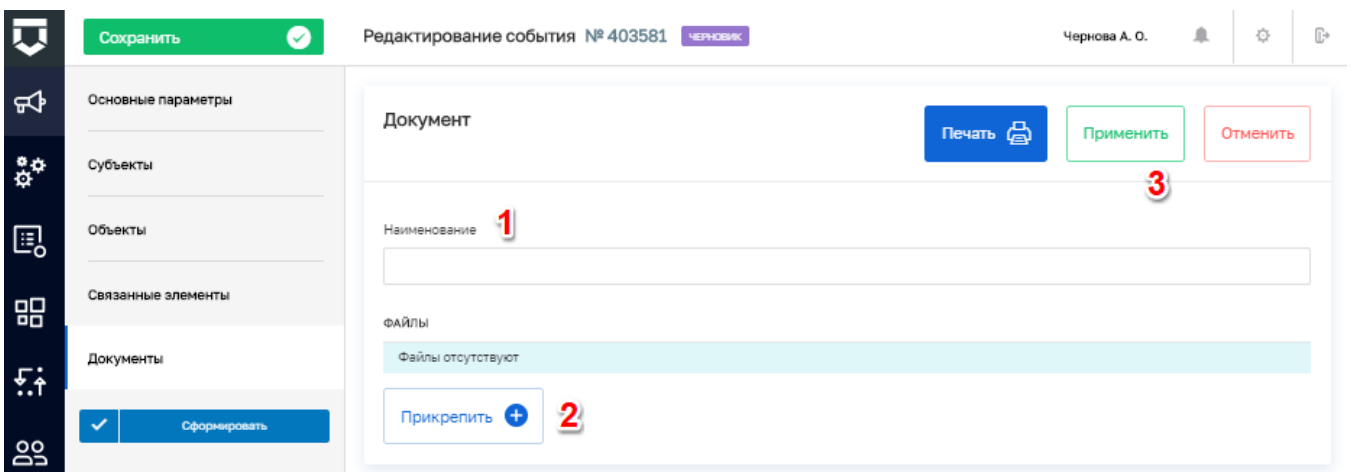 Сохранить
Редактирование события № 403581 ЧЕРНОВИК
Чернова А. О.
Основные параметры
Субъекты
Объекты
Связанные элементы
Документы
Сформировать
Документ
Печать
Применить
Отменить
3
Наименование 1
ФАЙЛЫ
Файлы отсутствуют
Прикрепить 2